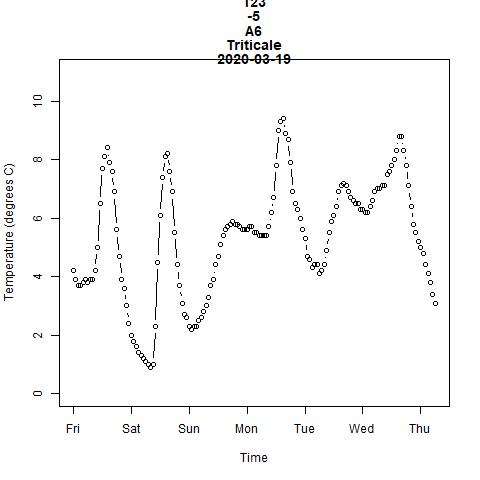 123
-5
A6
Triticale
2020-03-19
Temperature (degrees C)
10
8
6
4
2
0
Fri
Sat
Sun
Mon
Tue
Wed
Thu
Time